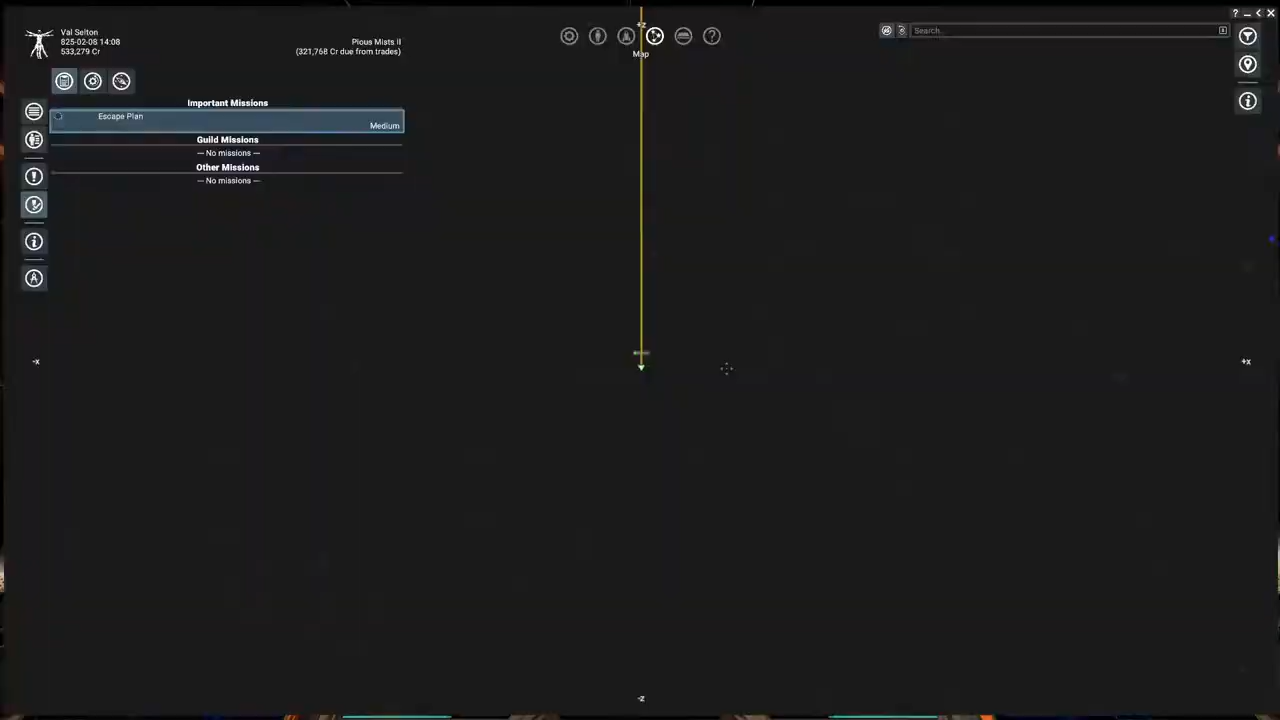 Val Selton
825-02-08 14:08
533,279 Cr
Pious Mists II
(321,768 Cr due from trades)
+z
Map
Search...
Important Missions
Escape Plan
Medium
Guild Missions
— No missions —
Other Missions
— No missions —
-x
+x
-z